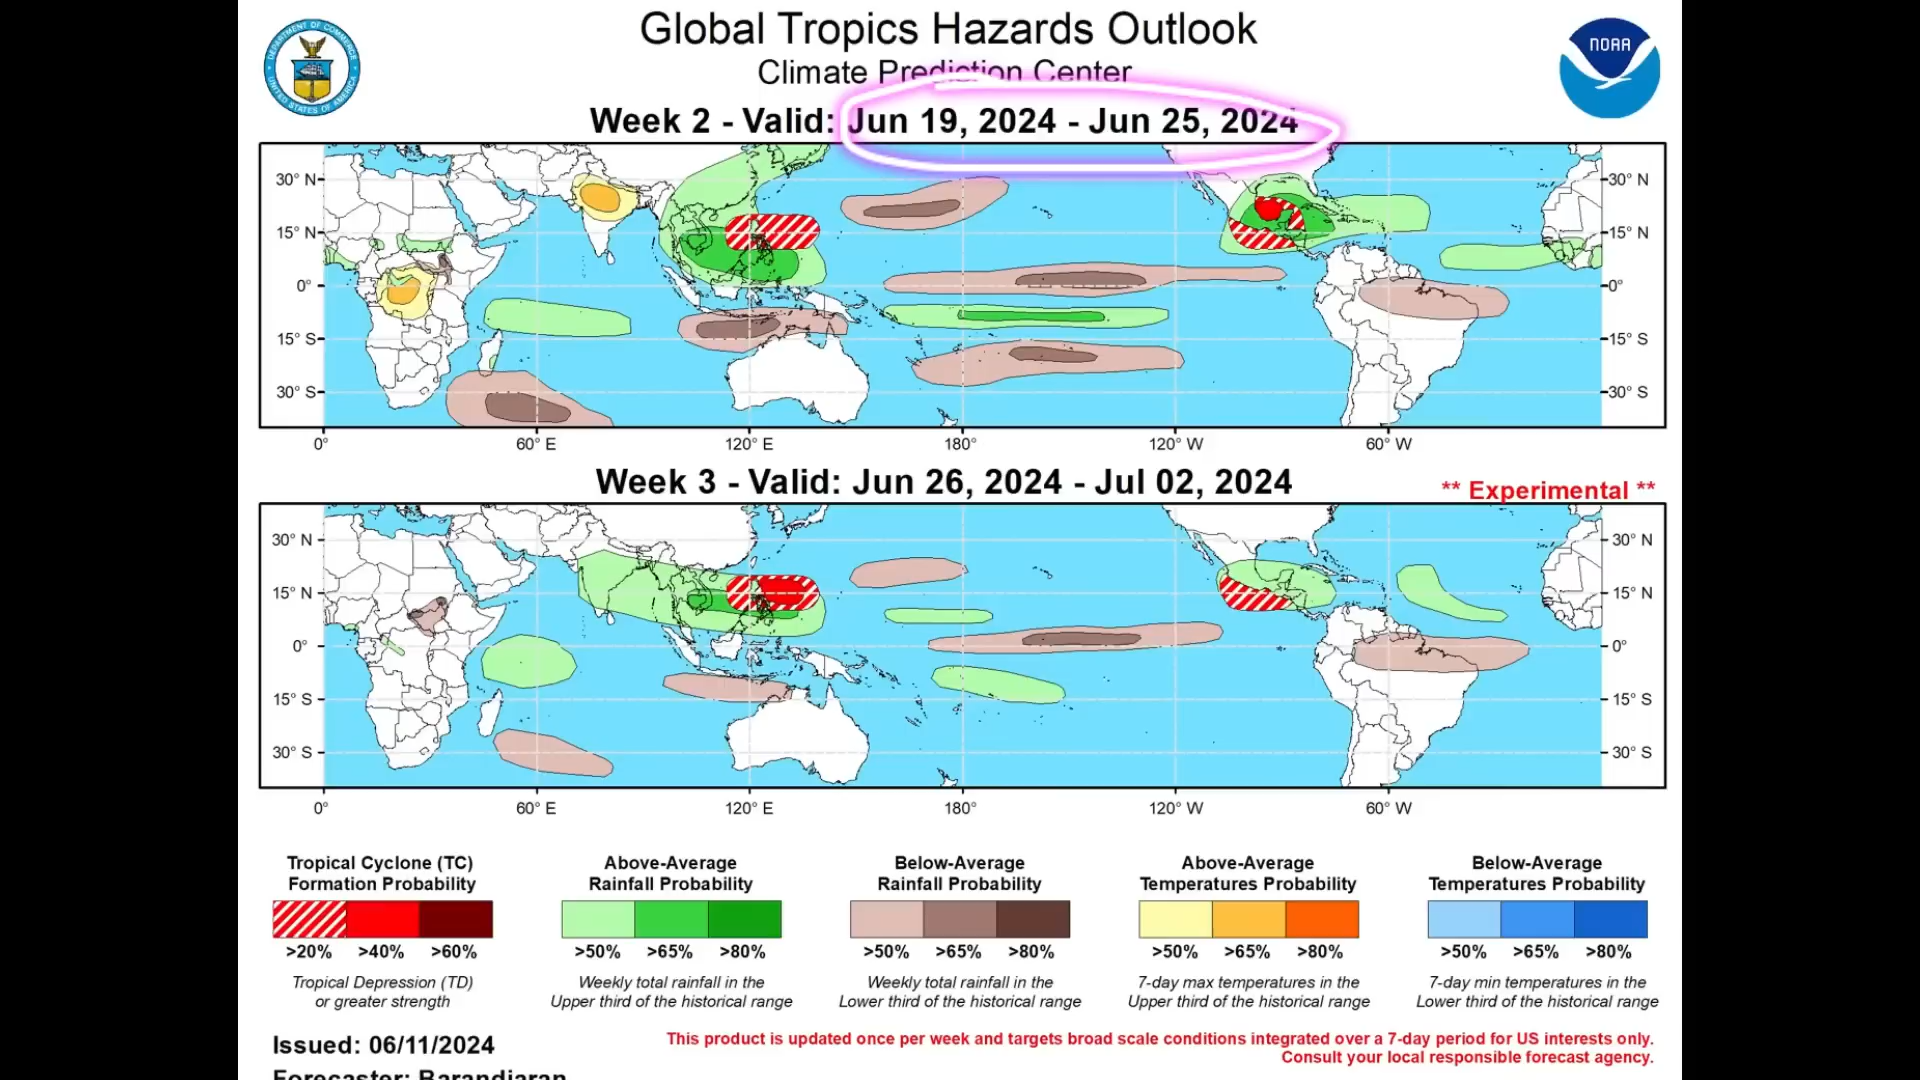 Global Tropics Hazards Outlook
Climate Prediction Center
DEPARTMENT OF COMMERCE
UNITED STATES OF AMERICA
NOAA
Week 2 - Valid: Jun 19, 2024 - Jun 25, 2024
30° N 30° N
15° N 15° N
0° 0°
15° S 15° S
30° S 30° S
0° 60° E 120° E 180° 120° W 60° W
Week 3 - Valid: Jun 26, 2024 - Jul 02, 2024
** Experimental **
30° N 30° N
15° N 15° N
0° 0°
15° S 15° S
30° S 30° S
0° 60° E 120° E 180° 120° W 60° W
Tropical Cyclone (TC)
Formation Probability
>20% >40% >60%
Tropical Depression (TD)
or greater strength
Above-Average
Rainfall Probability
>50% >65% >80%
Weekly total rainfall in the
Upper third of the historical range
Below-Average
Rainfall Probability
>50% >65% >80%
Weekly total rainfall in the
Lower third of the historical range
Above-Average
Temperatures Probability
>50% >65% >80%
7-day max temperatures in the
Upper third of the historical range
Below-Average
Temperatures Probability
>50% >65% >80%
7-day min temperatures in the
Lower third of the historical range
Issued: 06/11/2024
Forecaster: Barandiaran
This product is updated once per week and targets broad scale conditions integrated over a 7-day period for US interests only.
Consult your local responsible forecast agency.